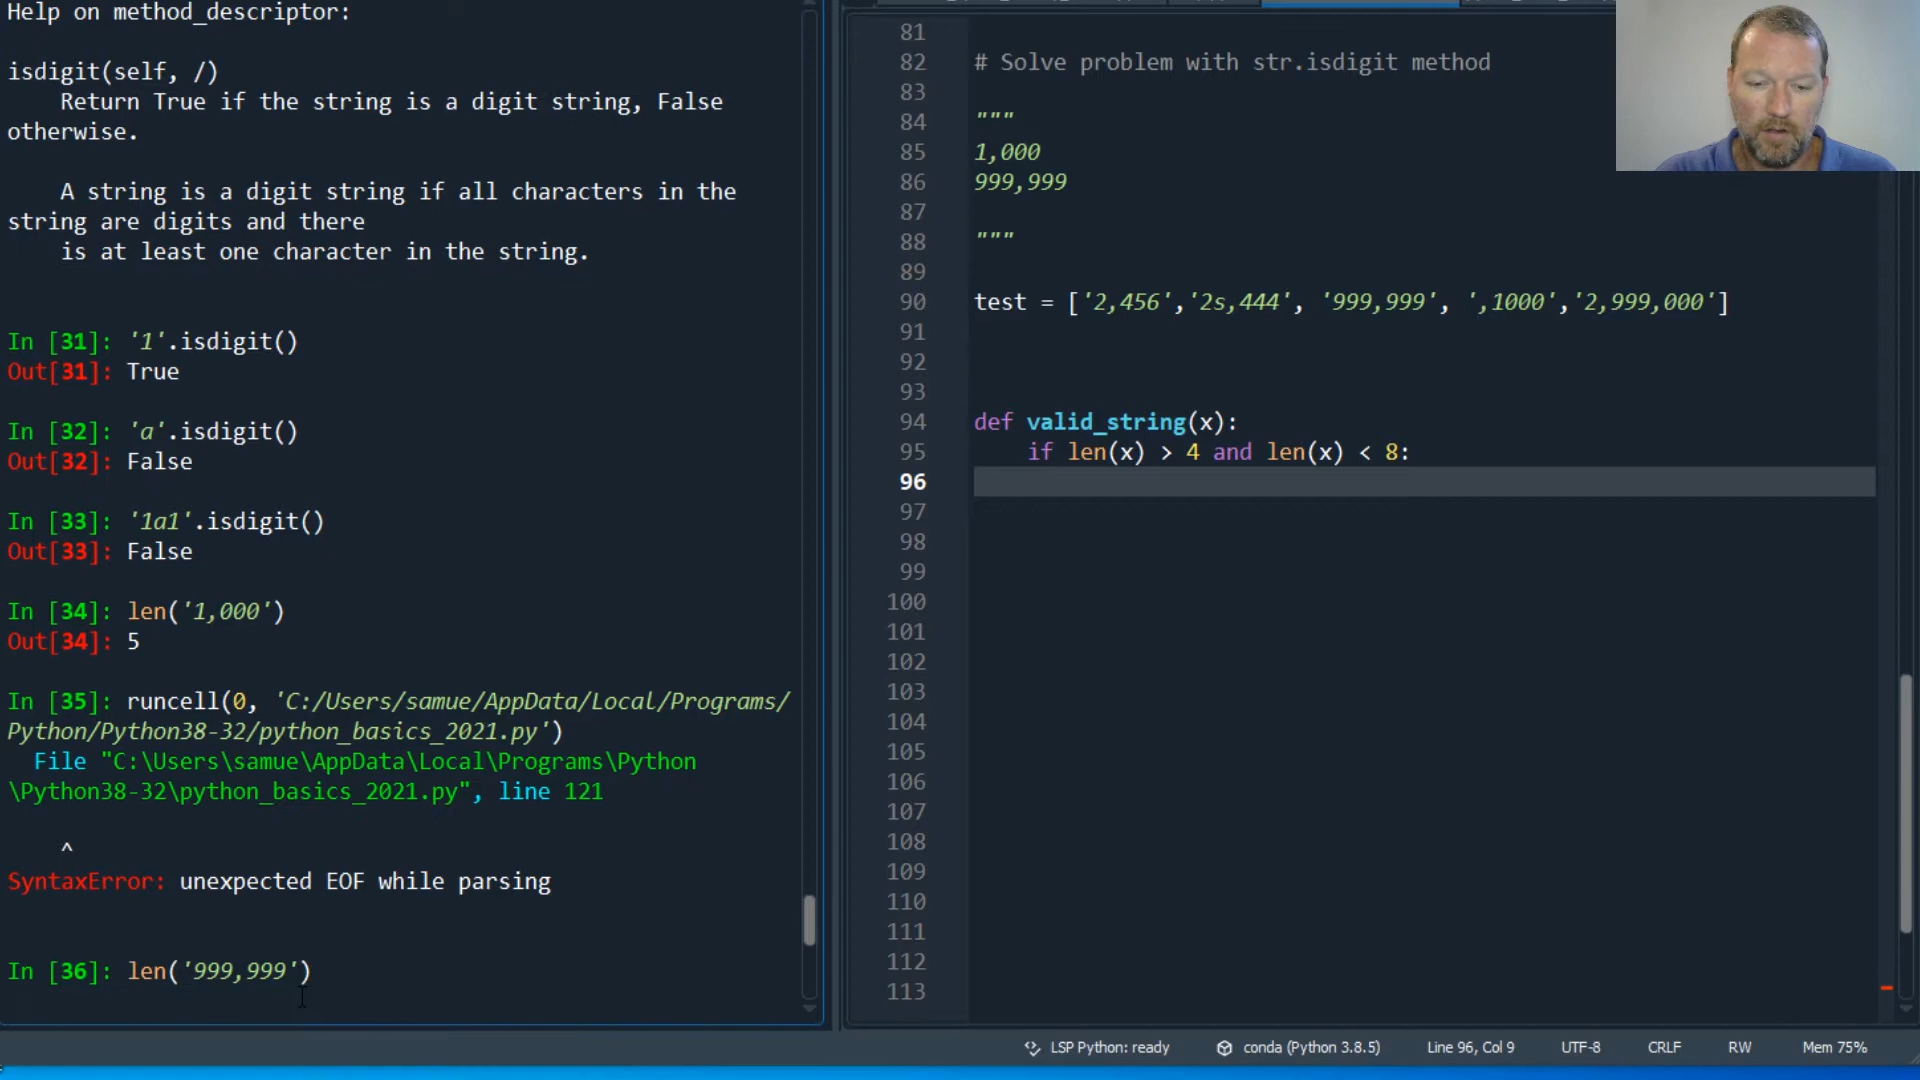 Help on method_descriptor:
isdigit(self, /)
Return True if the string is a digit string, False
otherwise.
A string is a digit string if all characters in the
string are digits and there
is at least one character in the string.
In [31]: '1'.isdigit()
Out[31]: True
In [32]: 'a'.isdigit()
Out[32]: False
In [33]: '1a1'.isdigit()
Out[33]: False
In [34]: len('1,000')
Out[34]: 5
In [35]: runcell(0, 'C:/Users/samue/AppData/Local/Programs/
Python/Python38-32/python_basics_2021.py')
File "C:\Users\samue\AppData\Local\Programs\Python
\Python38-32\python_basics_2021.py", line 121
^
SyntaxError: unexpected EOF while parsing
In [36]: len('999,999')
81
82 # Solve problem with str.isdigit method
83
84 """
85 1,000
86 999,999
87
88 """
89
90 test = ['2,456','2s,444', '999,999', ',1000','2,999,000']
91
92
93
94 def valid_string(x):
95 if len(x) > 4 and len(x) < 8:
96
97
98
99
100
101
102
103
104
105
106
107
108
109
110
111
112
113
LSP Python: ready conda (Python 3.8.5) Line 96, Col 9 UTF-8 CRLF RW Mem 75%